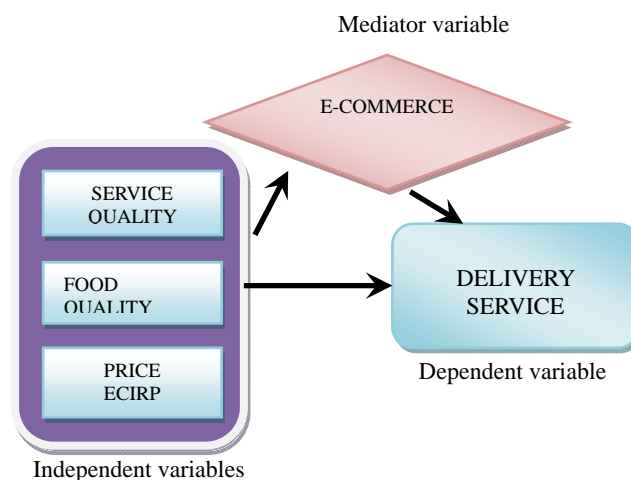 Mediator variable
E-COMMERCE
SERVICE
QUALITY
FOOD
QUALITY
PRICE
ECIRP
DELIVERY
SERVICE
Dependent variable
Independent variables